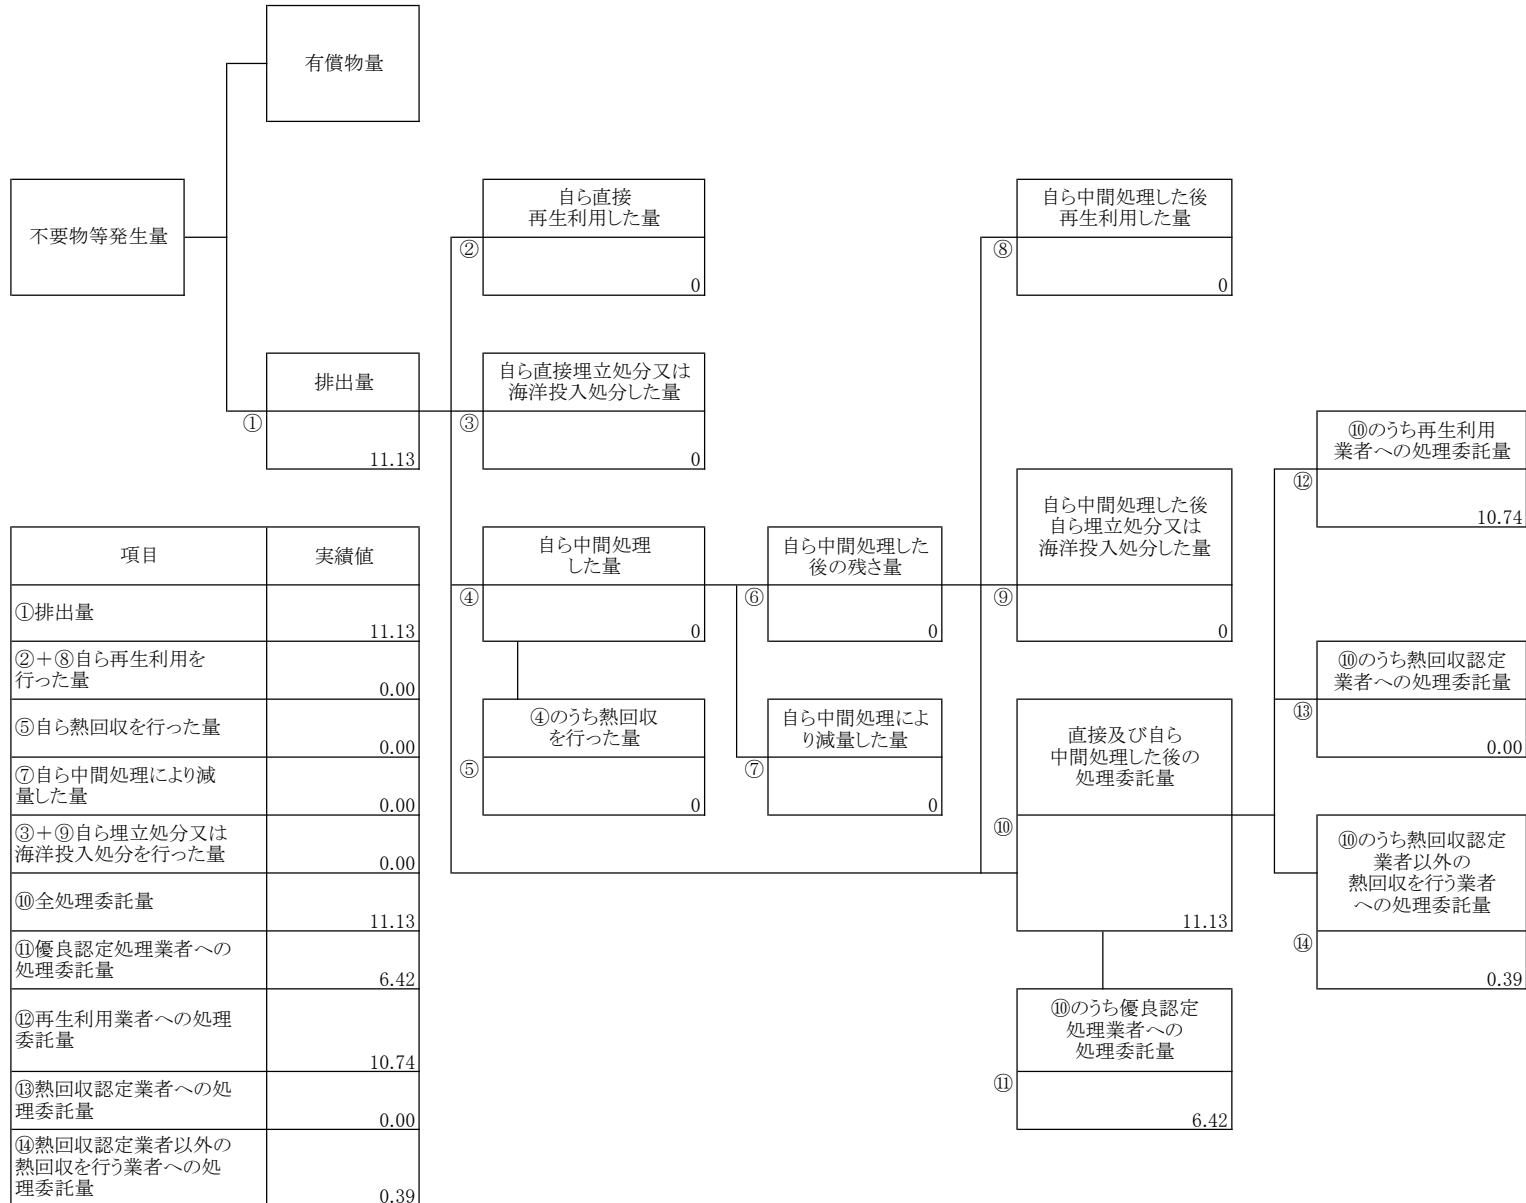 有償物量
不要物等発生量
自ら直接
再生利用した量
②
0
自ら中間処理した後
再生利用した量
⑧
0
排出量
①
11.13
自ら直接埋立処分又は
海洋投入処分した量
③
0
⑩のうち再生利用
業者への処理委託量
⑫
10.74
自ら中間処理
した量
④
0
自ら中間処理した
後の残さ量
⑥
0
自ら中間処理した後
自ら埋立処分又は
海洋投入処分した量
⑨
0
⑩のうち熱回収認定
業者への処理委託量
⑬
0.00
④のうち熱回収
を行った量
⑤
0
自ら中間処理によ
り減量した量
⑦
0
直接及び自ら
中間処理した後の
処理委託量
⑩
11.13
⑩のうち熱回収認定
業者以外の
熱回収を行う業者
への処理委託量
⑭
0.39
⑩のうち優良認定
処理業者への
処理委託量
⑪
6.42
項目 実績値
①排出量
11.13
②+⑧自ら再生利用を
行った量
0.00
⑤自ら熱回収を行った量
0.00
⑦自ら中間処理により減
量した量
0.00
③+⑨自ら埋立処分又は
海洋投入処分を行った量
0.00
⑩全処理委託量
11.13
⑪優良認定処理業者への
処理委託量
6.42
⑫再生利用業者への処理
委託量
10.74
⑬熱回収認定業者への処
理委託量
0.00
⑭熱回収認定業者以外の
熱回収を行う業者への処
理委託量
0.39